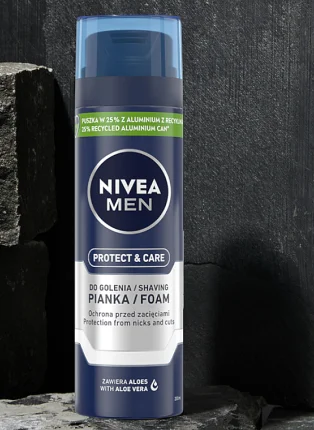 PUSZKA W 25% Z ALUMINIUM Z RECYKLINGU
25% RECYCLED ALUMINIUM CAN*
NIVEA
MEN
PROTECT & CARE
DO GOLENIA / SHAVING
PIANKA / FOAM
Ochrona przed zacięciami
Protection from nicks and cuts
ZAWIERA ALOES
WITH ALOE VERA